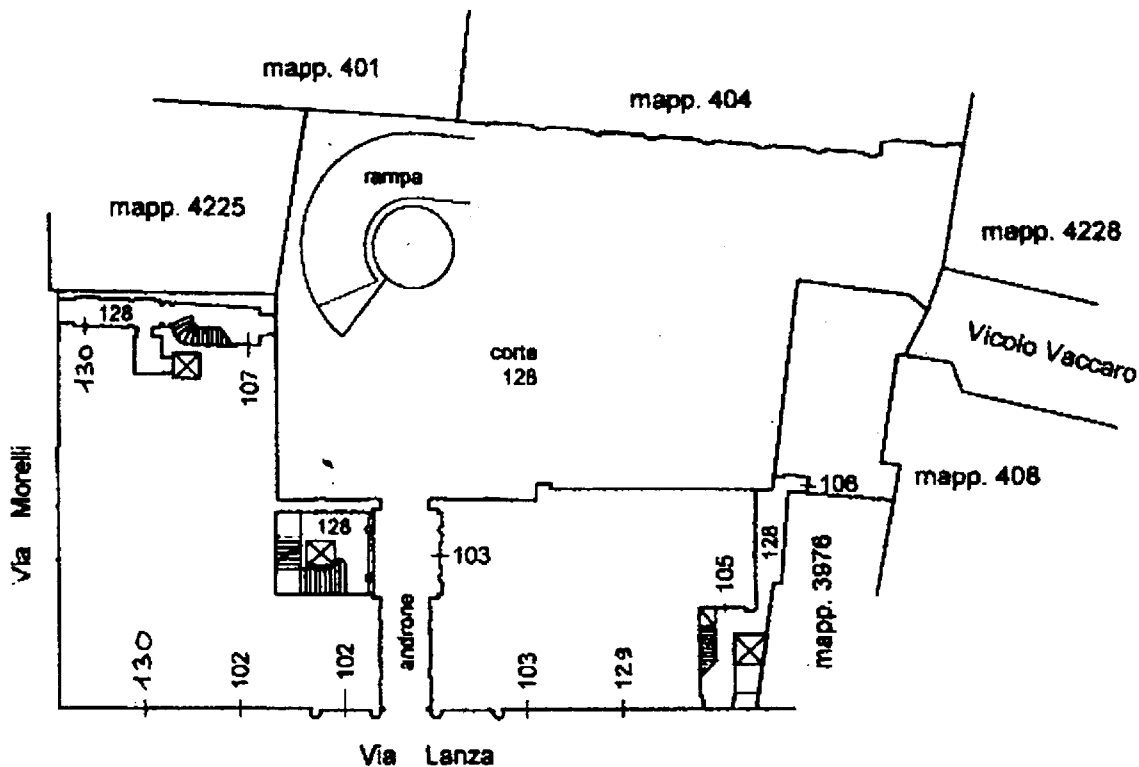 mapp. 401
mapp. 404
rampa
mapp. 4225
mapp. 4228
128
130
107
corte
128
Vicolo Vaccaro
Via Morelli
mapp. 408
106
128
103
105
128
mapp. 3976
androne
130
102
102
103
129
Via Lanza